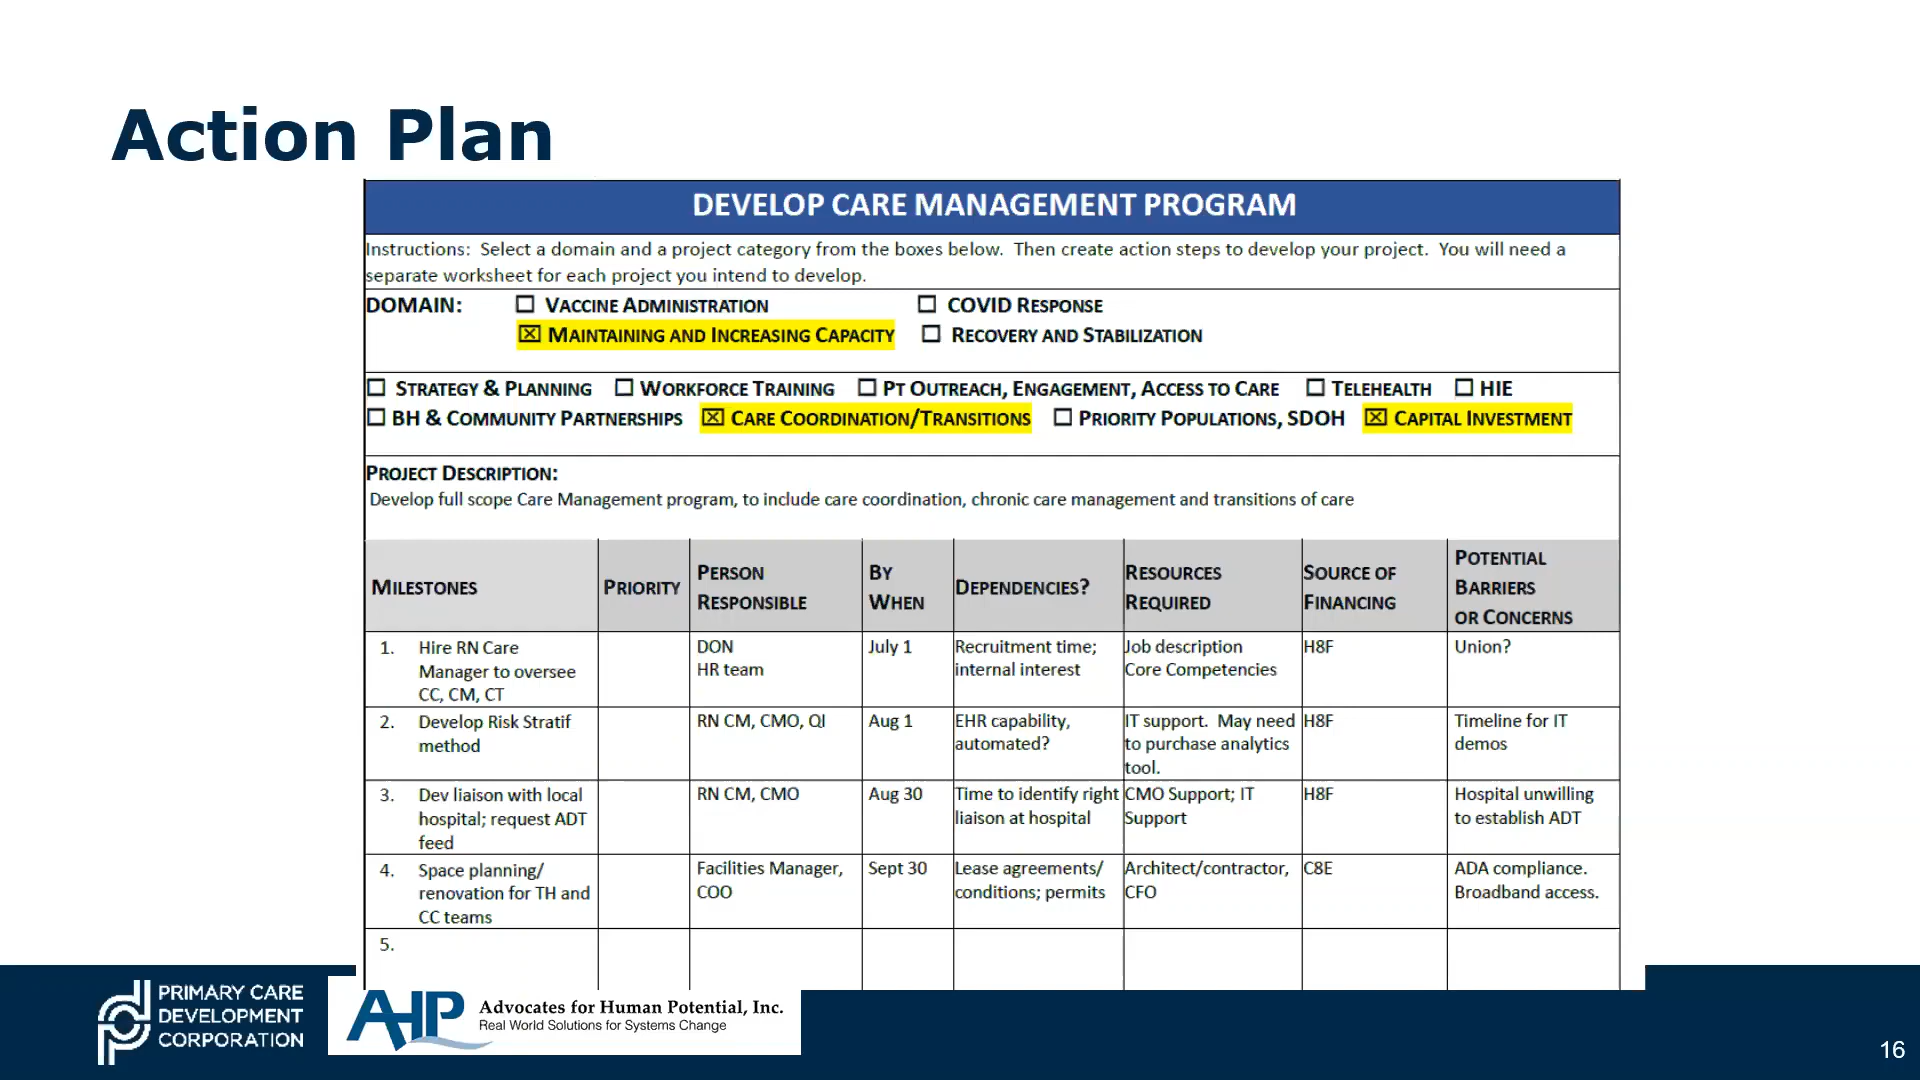 Action Plan
DEVELOP CARE MANAGEMENT PROGRAM
Instructions: Select a domain and a project category from the boxes below. Then create action steps to develop your project. You will need a
separate worksheet for each project you intend to develop.
DOMAIN: ☐ VACCINE ADMINISTRATION ☐ COVID RESPONSE
☒ MAINTAINING AND INCREASING CAPACITY ☐ RECOVERY AND STABILIZATION
☐ STRATEGY & PLANNING ☐ WORKFORCE TRAINING ☐ PT OUTREACH, ENGAGEMENT, ACCESS TO CARE ☐ TELEHEALTH ☐ HIE
☐ BH & COMMUNITY PARTNERSHIPS ☒ CARE COORDINATION/TRANSITIONS ☐ PRIORITY POPULATIONS, SDOH ☒ CAPITAL INVESTMENT
PROJECT DESCRIPTION:
Develop full scope Care Management program, to include care coordination, chronic care management and transitions of care
MILESTONES
PRIORITY
PERSON
RESPONSIBLE
BY
WHEN
DEPENDENCIES?
RESOURCES
REQUIRED
SOURCE OF
FINANCING
POTENTIAL
BARRIERS
OR CONCERNS
1. Hire RN Care
Manager to oversee
CC, CM, CT
DON
HR team
July 1
Recruitment time;
internal interest
Job description
Core Competencies
H8F
Union?
2. Develop Risk Stratif
method
RN CM, CMO, QI
Aug 1
EHR capability,
automated?
IT support. May need
to purchase analytics
tool.
H8F
Timeline for IT
demos
3. Dev liaison with local
hospital; request ADT
feed
RN CM, CMO
Aug 30
Time to identify right
liaison at hospital
CMO Support; IT
Support
H8F
Hospital unwilling
to establish ADT
4. Space planning/
renovation for TH and
CC teams
Facilities Manager,
COO
Sept 30
Lease agreements/
conditions; permits
Architect/contractor,
CFO
C8E
ADA compliance.
Broadband access.
5.
PRIMARY CARE
DEVELOPMENT
CORPORATION
AHP
Advocates for Human Potential, Inc.
Real World Solutions for Systems Change
16